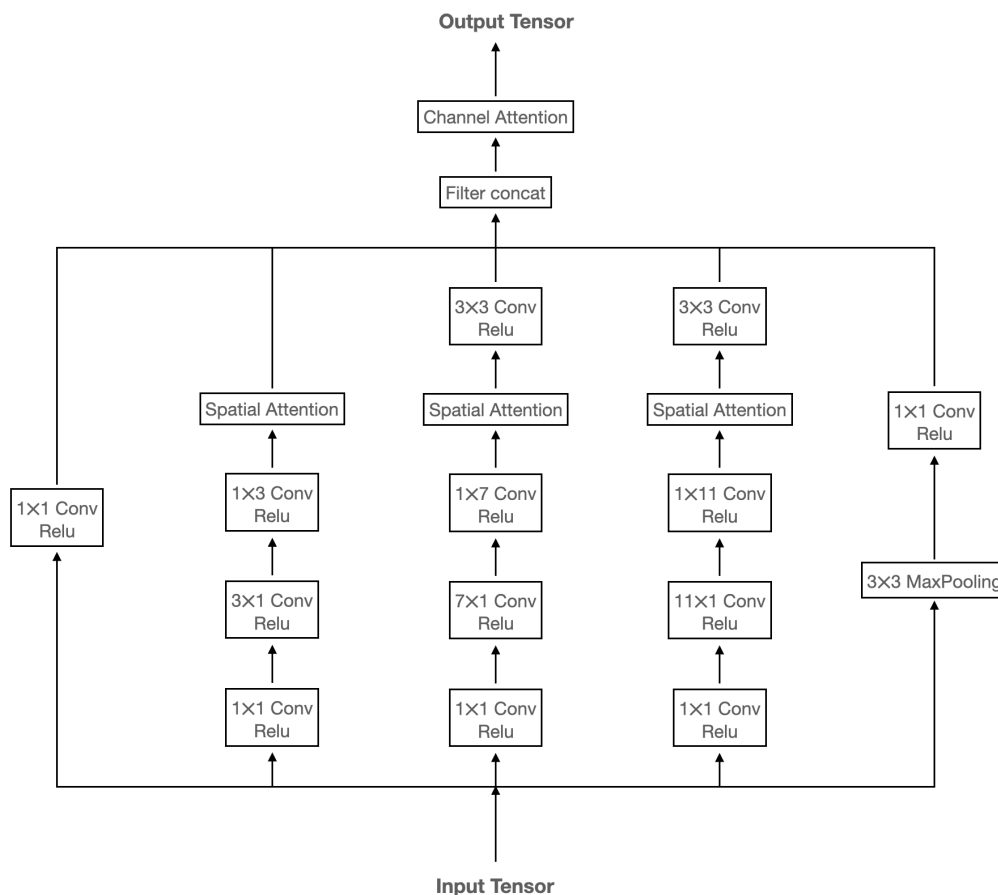 Output Tensor
Channel Attention
Filter concat
3×3 Conv
Relu
3×3 Conv
Relu
Spatial Attention
Spatial Attention
Spatial Attention
1×1 Conv
Relu
1×1 Conv
Relu
1×3 Conv
Relu
1×7 Conv
Relu
1×11 Conv
Relu
3×3 MaxPooling
3×1 Conv
Relu
7×1 Conv
Relu
11×1 Conv
Relu
1×1 Conv
Relu
1×1 Conv
Relu
1×1 Conv
Relu
Input Tensor